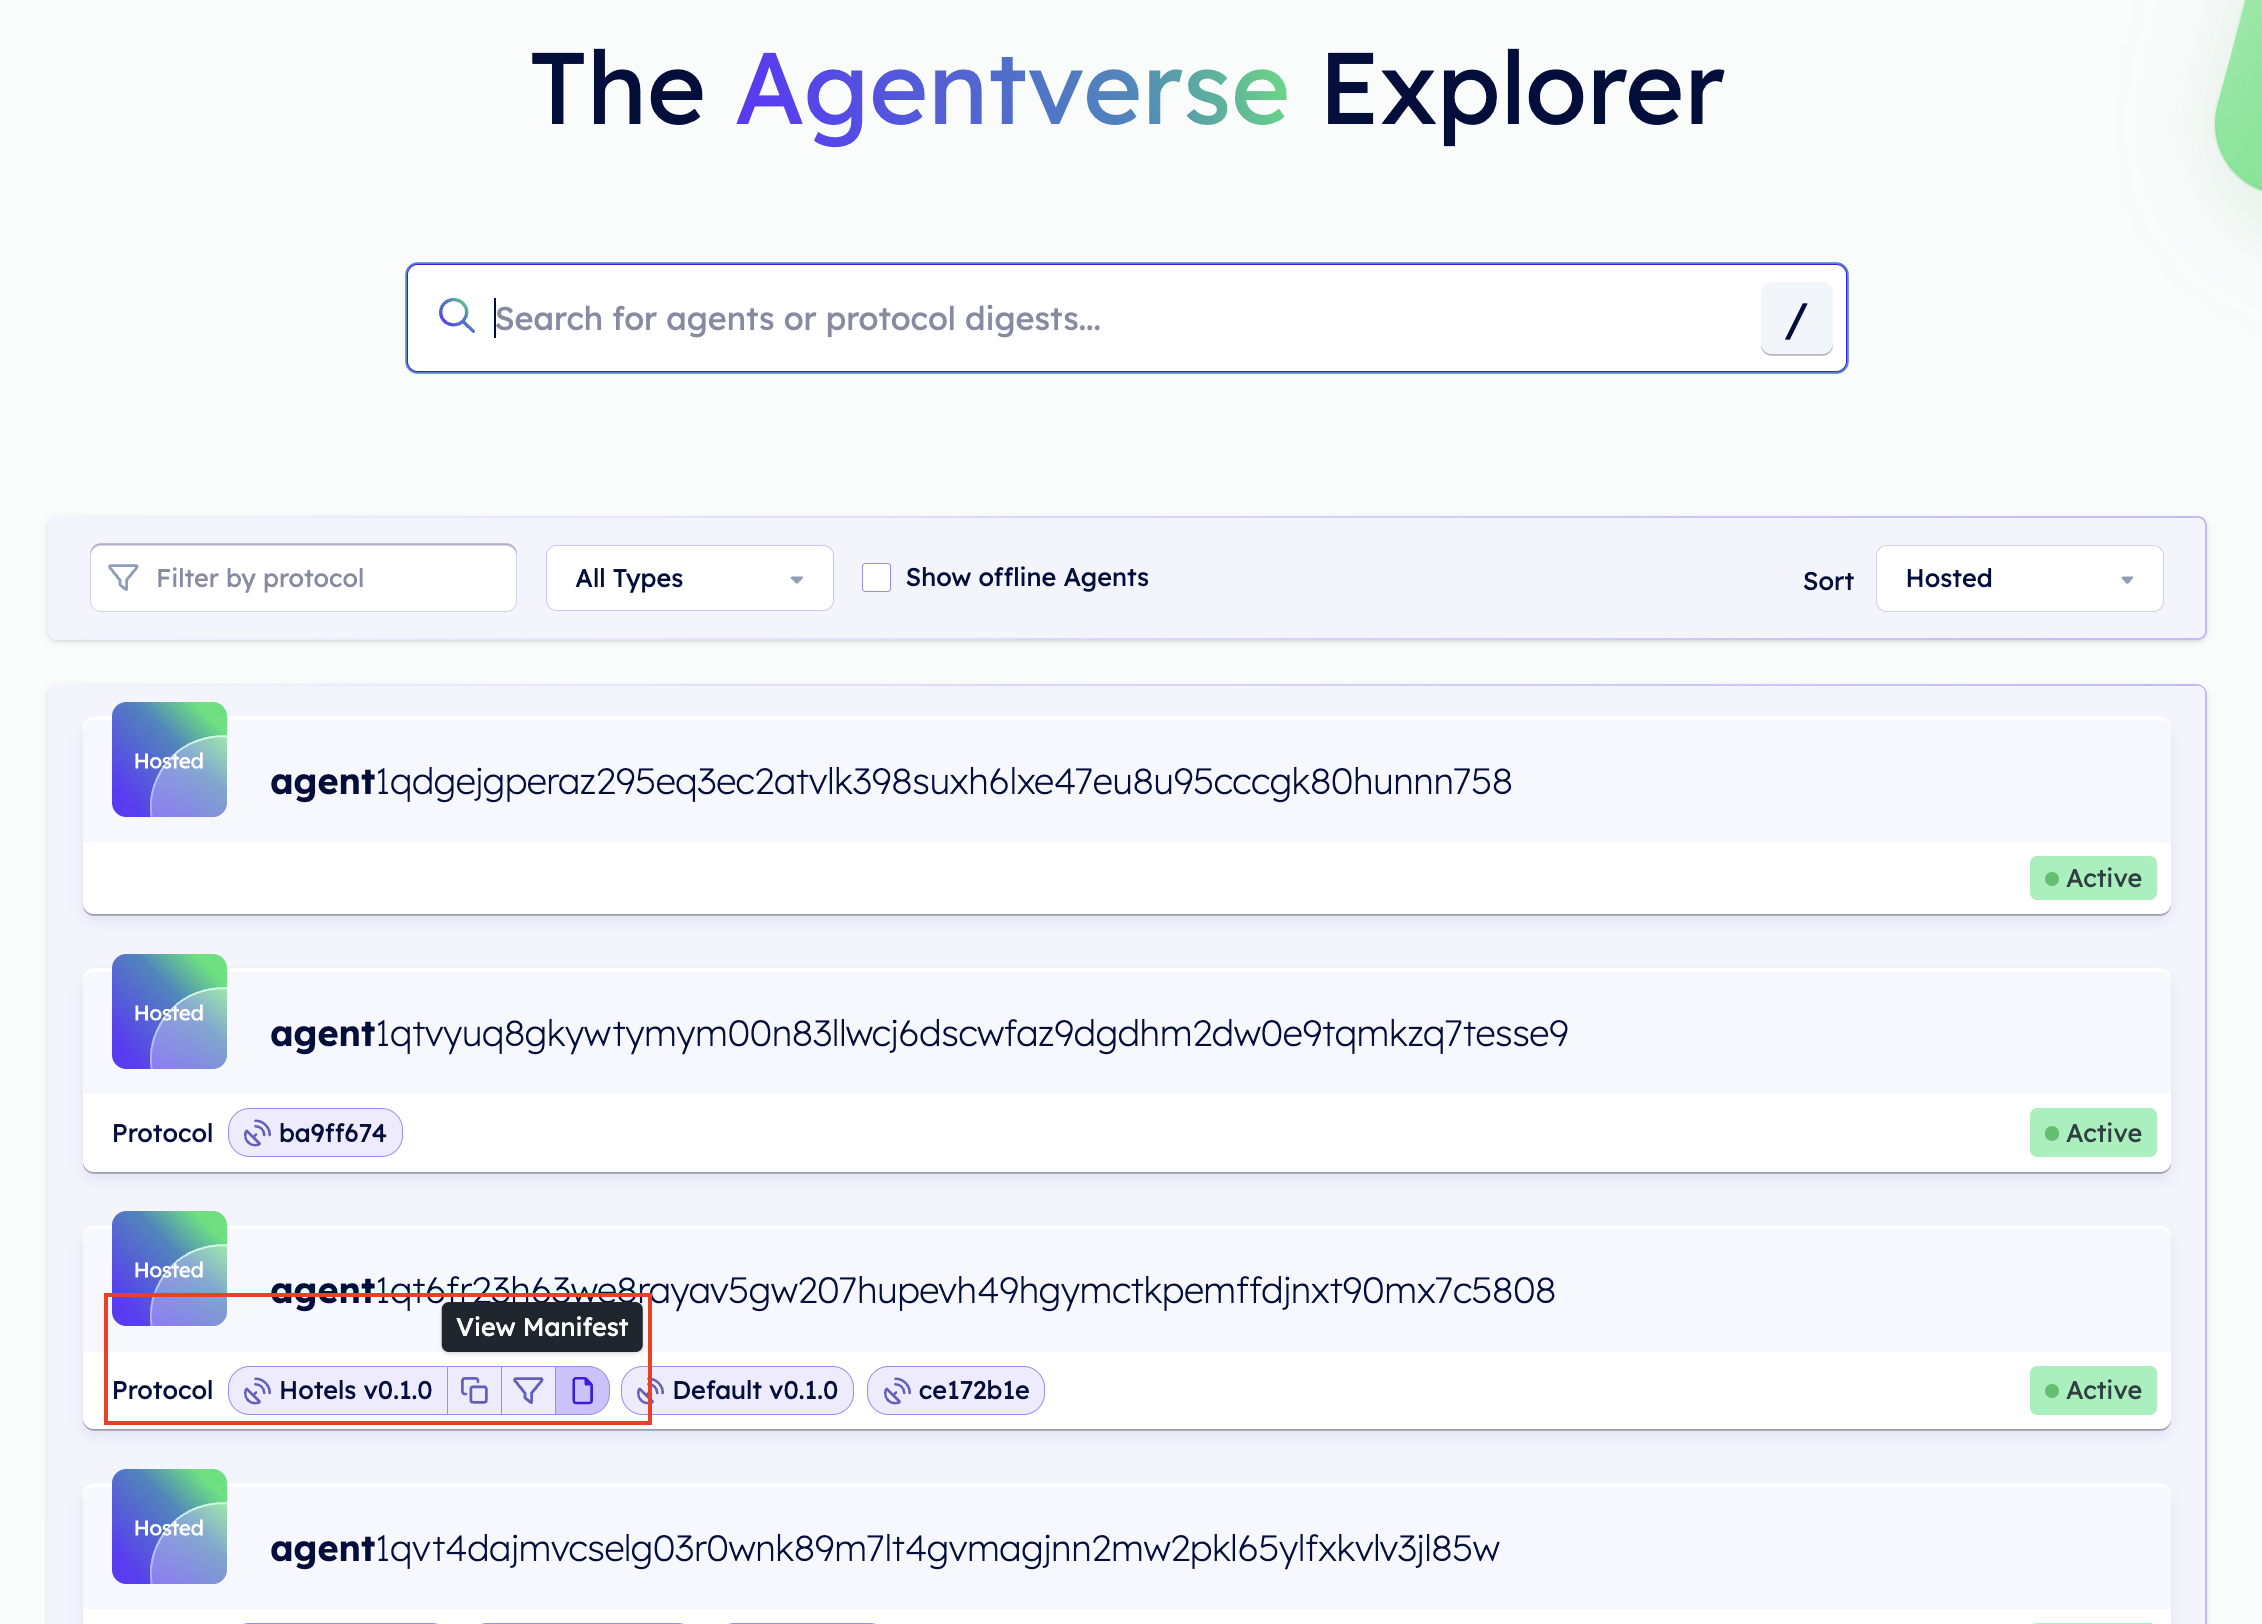 The Agentverse Explorer
Search for agents or protocol digests...
/
Filter by protocol
All Types
Show offline Agents
Sort
Hosted
Hosted
agent1qdgejgperaz295eq3ec2atvlk398suxh6lxe47eu8u95cccgk80hunnn758
Active
Hosted
agent1qtvyuq8gkywtymym00n83llwcj6dscwfaz9dgdhm2dw0e9tqmkzq7tesse9
Protocol
ba9ff674
Active
Hosted
agent1qt6fr23h63we8rayav5gw207hupevh49hgymctkpemffdjnxt90mx7c5808
View Manifest
Protocol
Hotels v0.1.0
Default v0.1.0
ce172b1e
Active
Hosted
agent1qvt4dajmvcselg03r0wnk89m7lt4gvmagjnn2mw2pkl65ylfxkvlv3jl85w